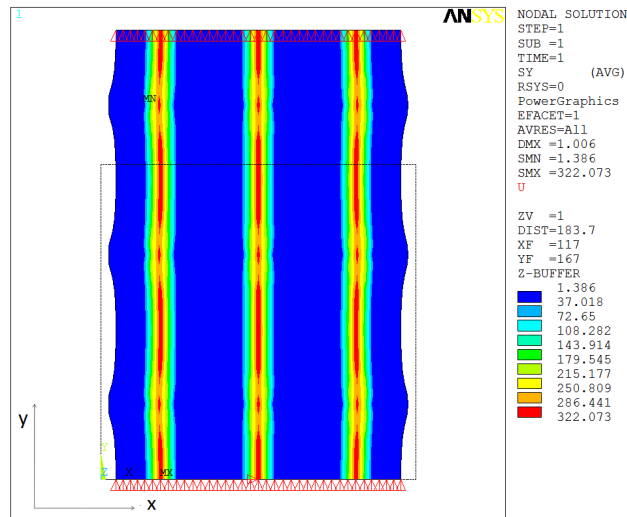 1
ANSYS
NODAL SOLUTION
STEP=1
SUB =1
TIME=1
SY (AVG)
RSYS=0
PowerGraphics
EFACET=1
AVRES=All
DMX =1.006
SMN =1.386
SMX =322.073
U
ZV =1
DIST=183.7
XF =117
YF =167
Z-BUFFER
1.386
37.018
72.65
108.282
143.914
179.545
215.177
250.809
286.441
322.073
MN
y
Y
Z X MX
x